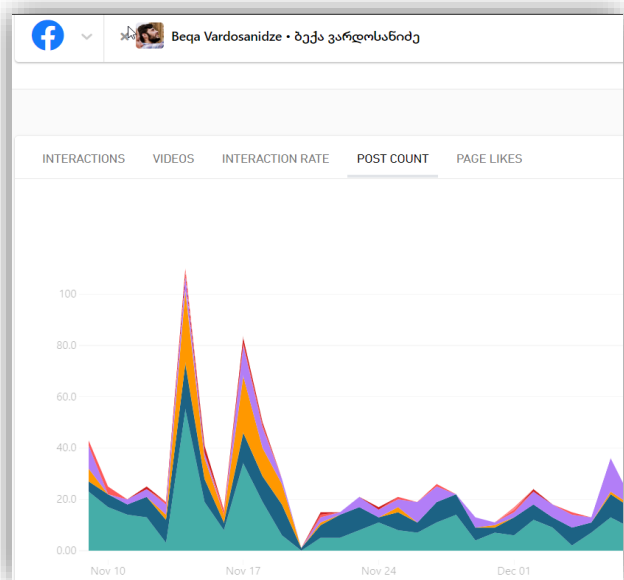 Beqa Vardosanidze • ბექა ვარდოსანიძე
INTERACTIONS VIDEOS INTERACTION RATE POST COUNT PAGE LIKES
100
80.0
60.0
40.0
20.0
0.00
Nov 10 Nov 17 Nov 24 Dec 01